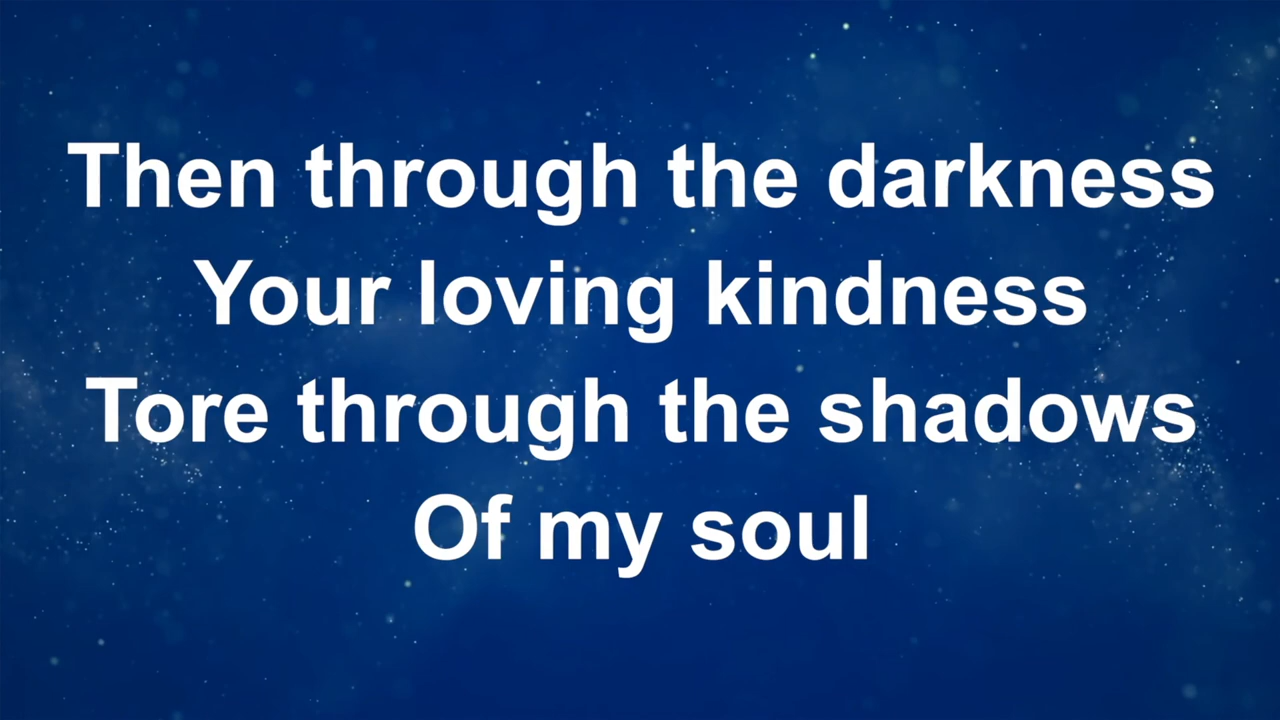 Then through the darkness
Your loving kindness
Tore through the shadows
Of my soul